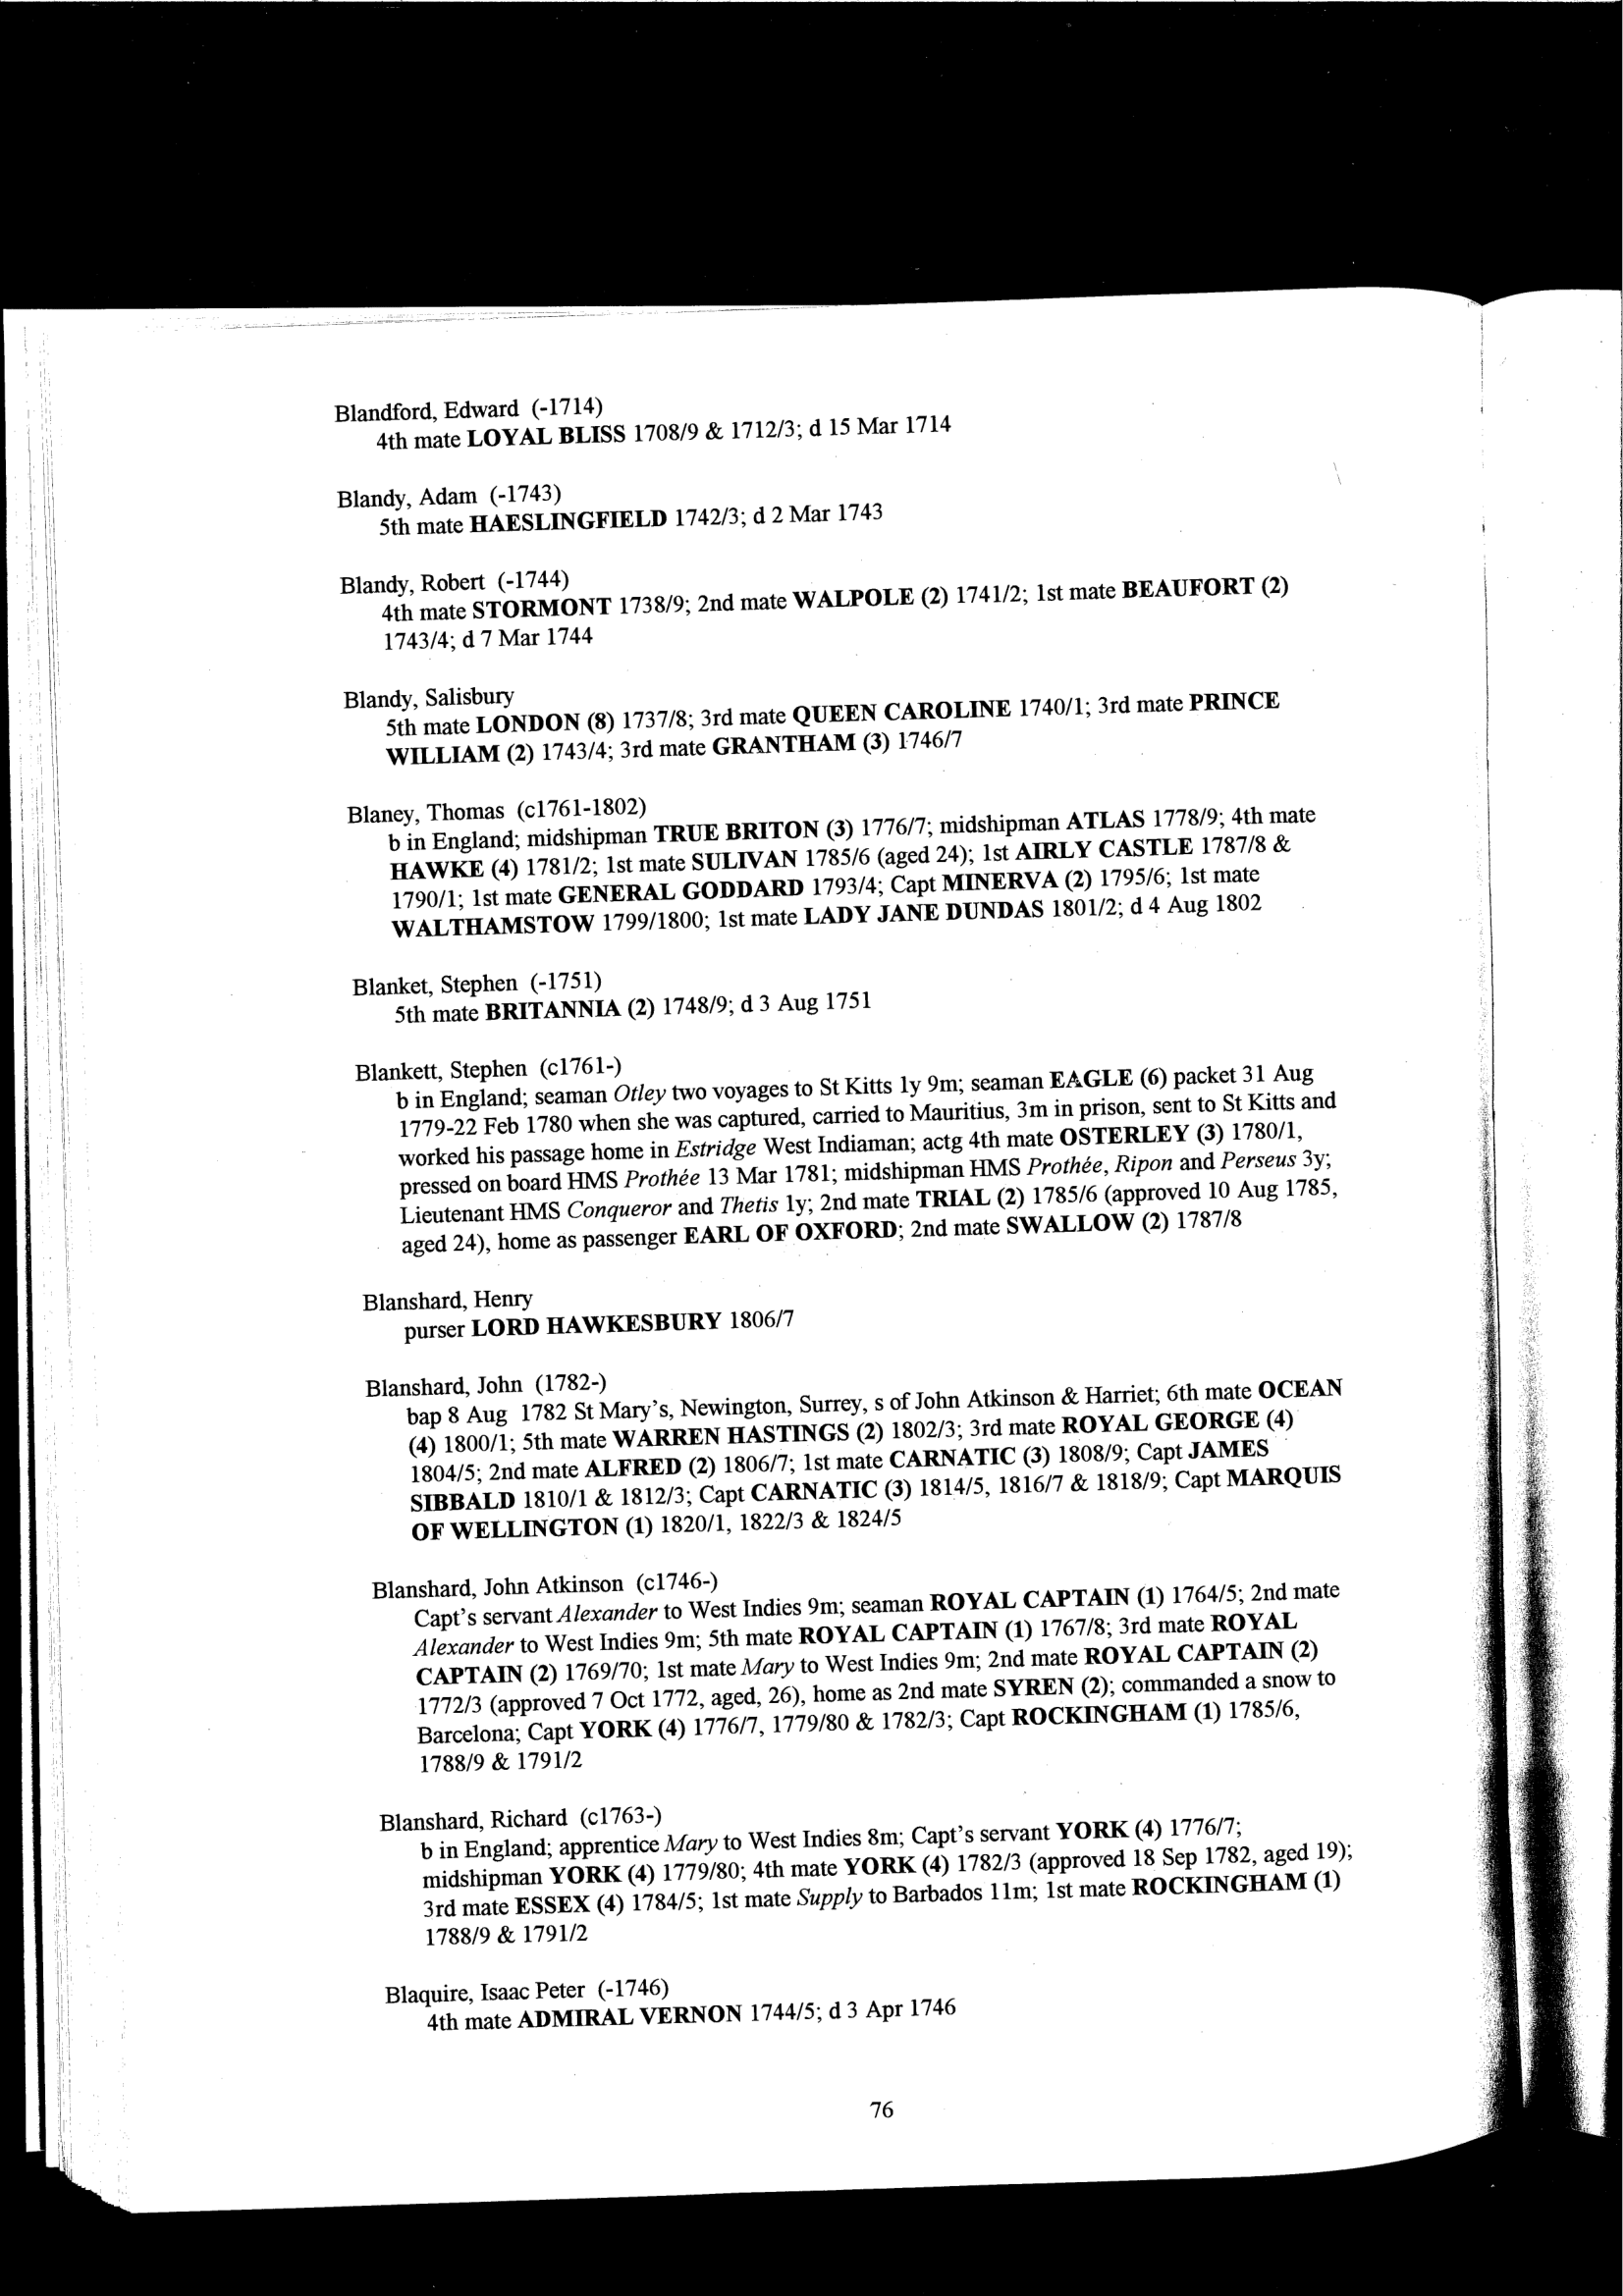 Blandford, Edward (-1714)
4th mate LOYAL BLISS 1708/9 & 1712/3; d 15 Mar 1714
Blandy, Adam (-1743)
5th mate HAESLINGFIELD 1742/3; d 2 Mar 1743
Blandy, Robert (-1744)
4th mate STORMONT 1738/9; 2nd mate WALPOLE (2) 1741/2; 1st mate BEAUFORT (2)
1743/4; d 7 Mar 1744
Blandy, Salisbury
5th mate LONDON (8) 1737/8; 3rd mate QUEEN CAROLINE 1740/1; 3rd mate PRINCE
WILLIAM (2) 1743/4; 3rd mate GRANTHAM (3) 1746/7
Blaney, Thomas (c1761-1802)
b in England; midshipman TRUE BRITON (3) 1776/7; midshipman ATLAS 1778/9; 4th mate
HAWKE (4) 1781/2; 1st mate SULIVAN 1785/6 (aged 24); 1st AIRLY CASTLE 1787/8 &
1790/1; 1st mate GENERAL GODDARD 1793/4; Capt MINERVA (2) 1795/6; 1st mate
WALTHAMSTOW 1799/1800; 1st mate LADY JANE DUNDAS 1801/2; d 4 Aug 1802
Blanket, Stephen (-1751)
5th mate BRITANNIA (2) 1748/9; d 3 Aug 1751
Blankett, Stephen (c1761-)
b in England; seaman Otley two voyages to St Kitts 1y 9m; seaman EAGLE (6) packet 31 Aug
1779-22 Feb 1780 when she was captured, carried to Mauritius, 3m in prison, sent to St Kitts and
worked his passage home in Estridge West Indiaman; actg 4th mate OSTERLEY (3) 1780/1,
pressed on board HMS Prothée 13 Mar 1781; midshipman HMS Prothée, Ripon and Perseus 3y;
Lieutenant HMS Conqueror and Thetis 1y; 2nd mate TRIAL (2) 1785/6 (approved 10 Aug 1785,
aged 24), home as passenger EARL OF OXFORD; 2nd mate SWALLOW (2) 1787/8
Blanshard, Henry
purser LORD HAWKESBURY 1806/7
Blanshard, John (1782-)
bap 8 Aug 1782 St Mary's, Newington, Surrey, s of John Atkinson & Harriet; 6th mate OCEAN
(4) 1800/1; 5th mate WARREN HASTINGS (2) 1802/3; 3rd mate ROYAL GEORGE (4)
1804/5; 2nd mate ALFRED (2) 1806/7; 1st mate CARNATIC (3) 1808/9; Capt JAMES
SIBBALD 1810/1 & 1812/3; Capt CARNATIC (3) 1814/5, 1816/7 & 1818/9; Capt MARQUIS
OF WELLINGTON (1) 1820/1, 1822/3 & 1824/5
Blanshard, John Atkinson (c1746-)
Capt's servant Alexander to West Indies 9m; seaman ROYAL CAPTAIN (1) 1764/5; 2nd mate
Alexander to West Indies 9m; 5th mate ROYAL CAPTAIN (1) 1767/8; 3rd mate ROYAL
CAPTAIN (2) 1769/70; 1st mate Mary to West Indies 9m; 2nd mate ROYAL CAPTAIN (2)
1772/3 (approved 7 Oct 1772, aged, 26), home as 2nd mate SYREN (2); commanded a snow to
Barcelona; Capt YORK (4) 1776/7, 1779/80 & 1782/3; Capt ROCKINGHAM (1) 1785/6,
1788/9 & 1791/2
Blanshard, Richard (c1763-)
b in England; apprentice Mary to West Indies 8m; Capt's servant YORK (4) 1776/7;
midshipman YORK (4) 1779/80; 4th mate YORK (4) 1782/3 (approved 18 Sep 1782, aged 19);
3rd mate ESSEX (4) 1784/5; 1st mate Supply to Barbados 11m; 1st mate ROCKINGHAM (1)
1788/9 & 1791/2
Blaquire, Isaac Peter (-1746)
4th mate ADMIRAL VERNON 1744/5; d 3 Apr 1746
76